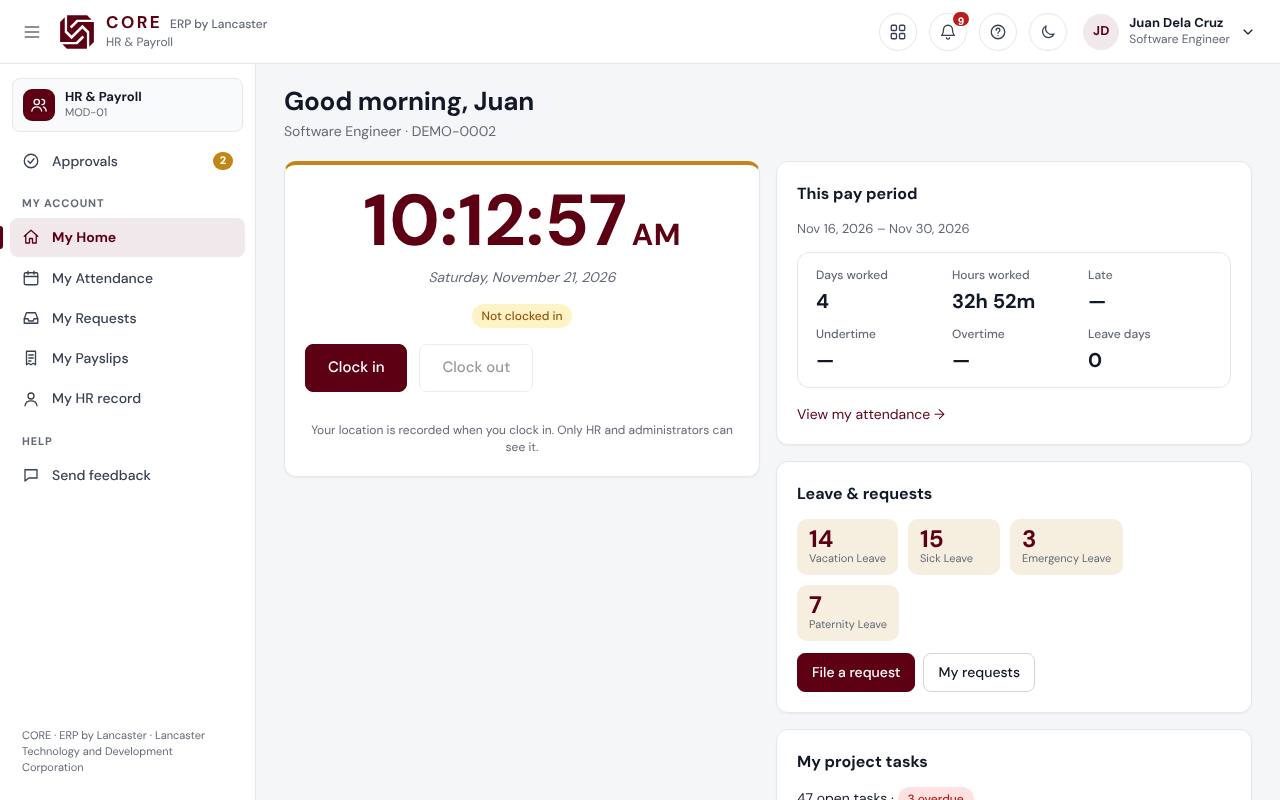 CORE ERP by Lancaster
HR & Payroll
9
JD
Juan Dela Cruz
Software Engineer
HR & Payroll
MOD-01
Approvals 2
MY ACCOUNT
My Home
My Attendance
My Requests
My Payslips
My HR record
HELP
Send feedback
CORE · ERP by Lancaster · Lancaster
Technology and Development
Corporation
Good morning, Juan
Software Engineer · DEMO-0002
10:12:57 AM
Saturday, November 21, 2026
Not clocked in
Clock in Clock out
Your location is recorded when you clock in. Only HR and administrators can
see it.
This pay period
Nov 16, 2026 – Nov 30, 2026
Days worked Hours worked Late
4 32h 52m —
Undertime Overtime Leave days
— — 0
View my attendance →
Leave & requests
14 15 3
Vacation Leave Sick Leave Emergency Leave
7
Paternity Leave
File a request My requests
My project tasks
47 open tasks · 3 overdue